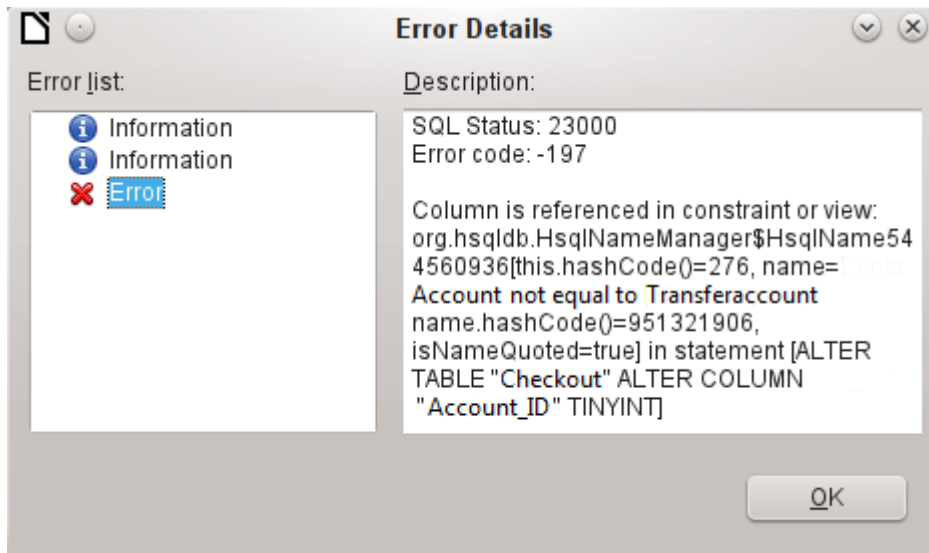 Error Details
Error list:
Description:
Information
Information
Error
SQL Status: 23000
Error code: -197
Column is referenced in constraint or view:
org.hsqldb.HsqlNameManager$HsqlName54
4560936[this.hashCode()=276, name=
Account not equal to Transferaccount
name.hashCode()=951321906,
isNameQuoted=true] in statement [ALTER
TABLE "Checkout" ALTER COLUMN
"Account_ID" TINYINT]
OK